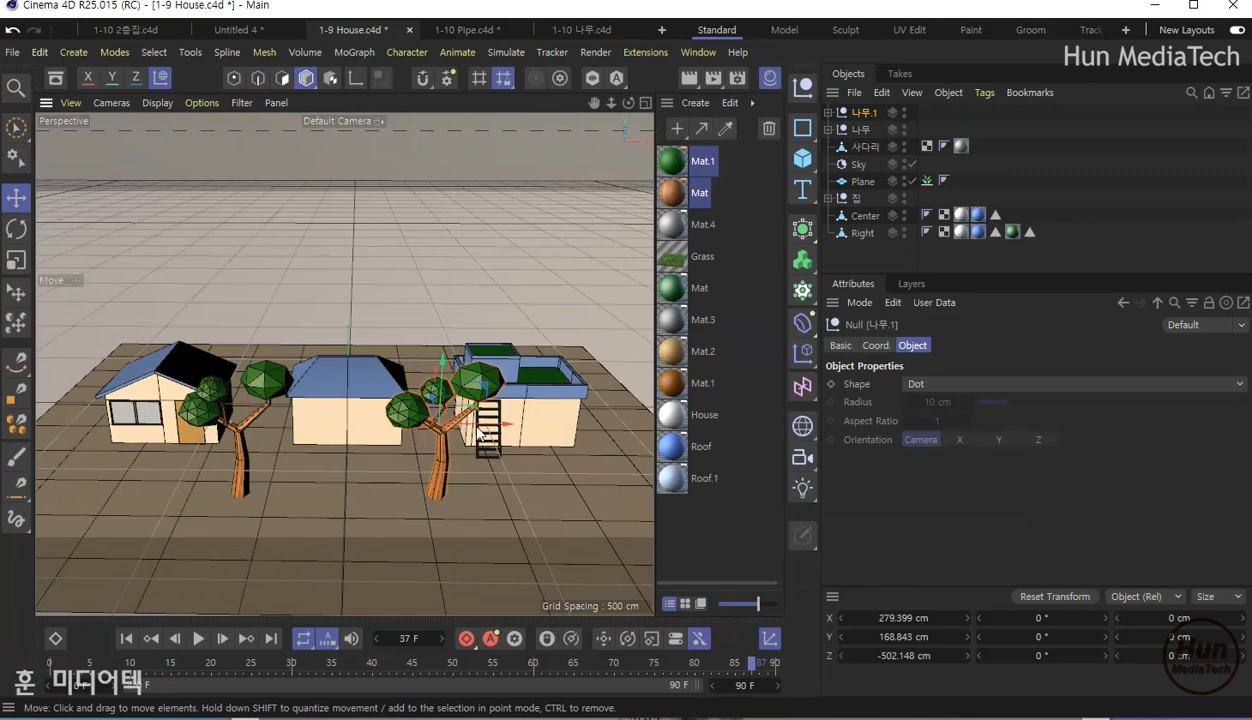 Cinema 4D R25.015 (RC) - [1-9 House.c4d *] - Main
1-10 2층집.c4d
Untitled 4 *
1-9 House.c4d *
1-10 Pipe.c4d *
1-10 나무.c4d
Standard
Model
Sculpt
UV Edit
Paint
Groom
Track
New Layouts
File Edit Create Modes Select Tools Spline Mesh Volume MoGraph Character Animate Simulate Tracker Render Extensions Window Help
Hun MediaTech
X Y Z
Objects Takes
View Cameras Display Options Filter Panel
Create Edit
File Edit View Object Tags Bookmarks
Perspective
Default Camera
Move
Grid Spacing : 500 cm
Mat.1
Mat
Mat.4
Grass
Mat
Mat.3
Mat.2
Mat.1
House
Roof
Roof.1
나무.1
나무
사다리
Sky
Plane
집
Center
Right
Attributes Layers
Mode Edit User Data
Null [나무.1]
Default
Basic Coord. Object
Object Properties
Shape Dot
Radius 10 cm
Aspect Ratio 1
Orientation Camera X Y Z
Reset Transform Object (Rel) Size
X 279.399 cm 0 ° 0 cm
Y 168.843 cm 0 ° 0 cm
Z -502.148 cm 0 ° 0 cm
Hun
MediaTech
37 F
0 5 10 15 20 25 30 35 40 45 50 55 60 65 70 75 80 85 87 90
훈 미디어텍
90 F
90 F
Move: Click and drag to move elements. Hold down SHIFT to quantize movement / add to the selection in point mode, CTRL to remove.